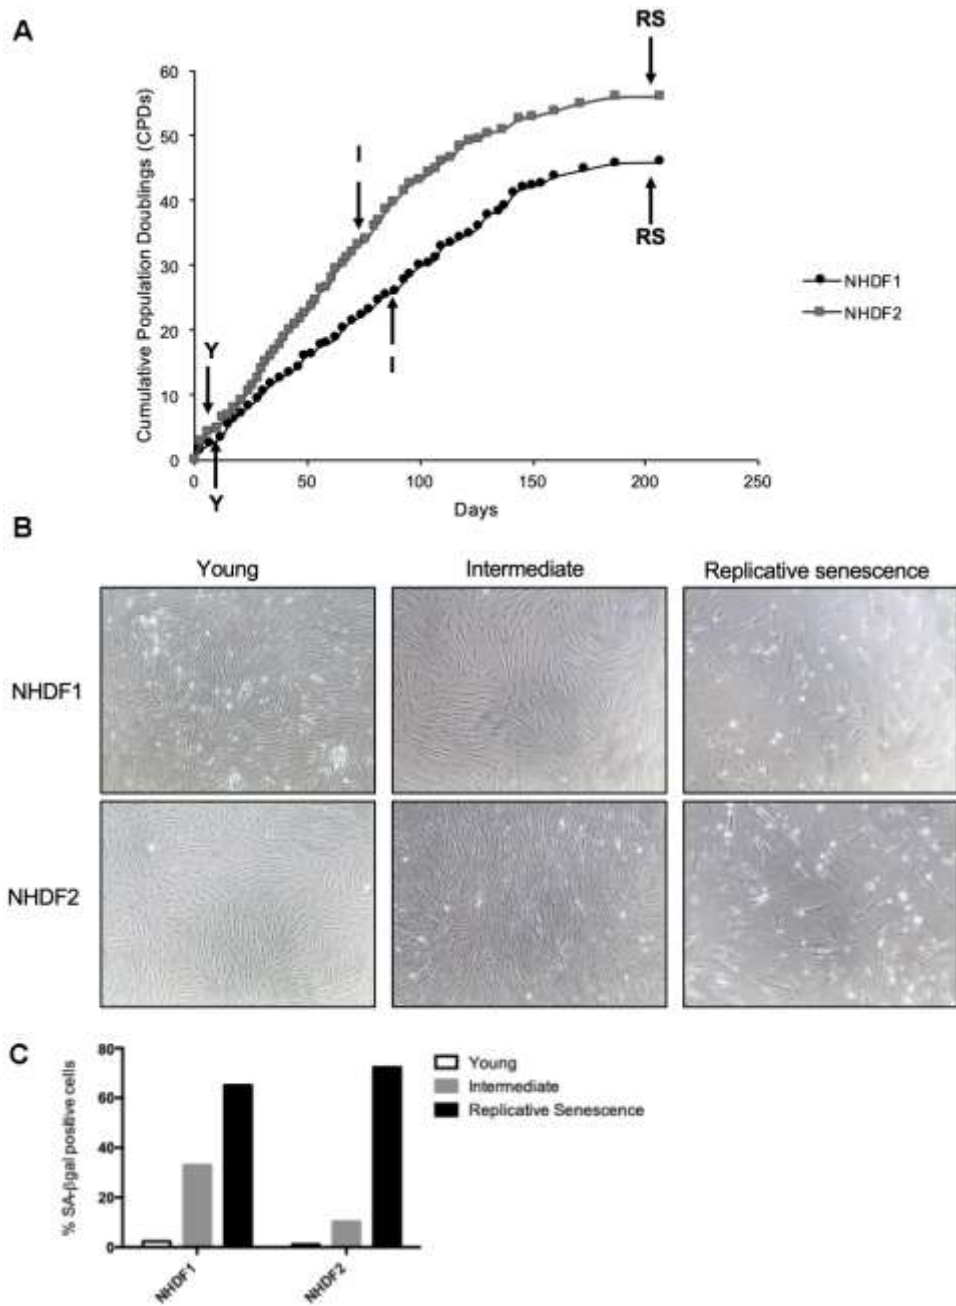 A
RS
60
50
40
30
20
10
0
Cumulative Population Doublings (CPDs)
I
Y
RS
I
Y
NHDF1
NHDF2
0 50 100 150 200 250
Days
B
Young Intermediate Replicative senescence
NHDF1
NHDF2
C
80
60
40
20
0
% SA-βgal positive cells
Young
Intermediate
Replicative Senescence
NHDF1 NHDF2